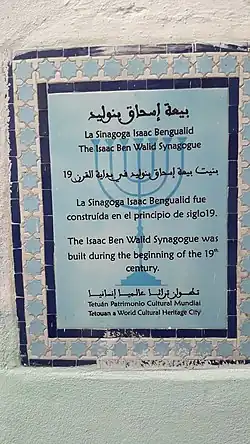 بيعة إسحاق بنوليد
La Sinagoga Isaac Bengualid
The Isaac Ben Walid Synagogue
بنيت بيعة إسحاق بنوليد في بداية القرن 19
La Sinagoga Isaac Bengualid fue
construída en el principio de siglo19.
The Isaac Ben Walid Synagogue was
built during the beginning of the 19th
century.
تطوان تراثا عالميا إنسانيا
Tetuán Patrimonio Cultural Mundial
Tetouan a World Cultural Heritage City